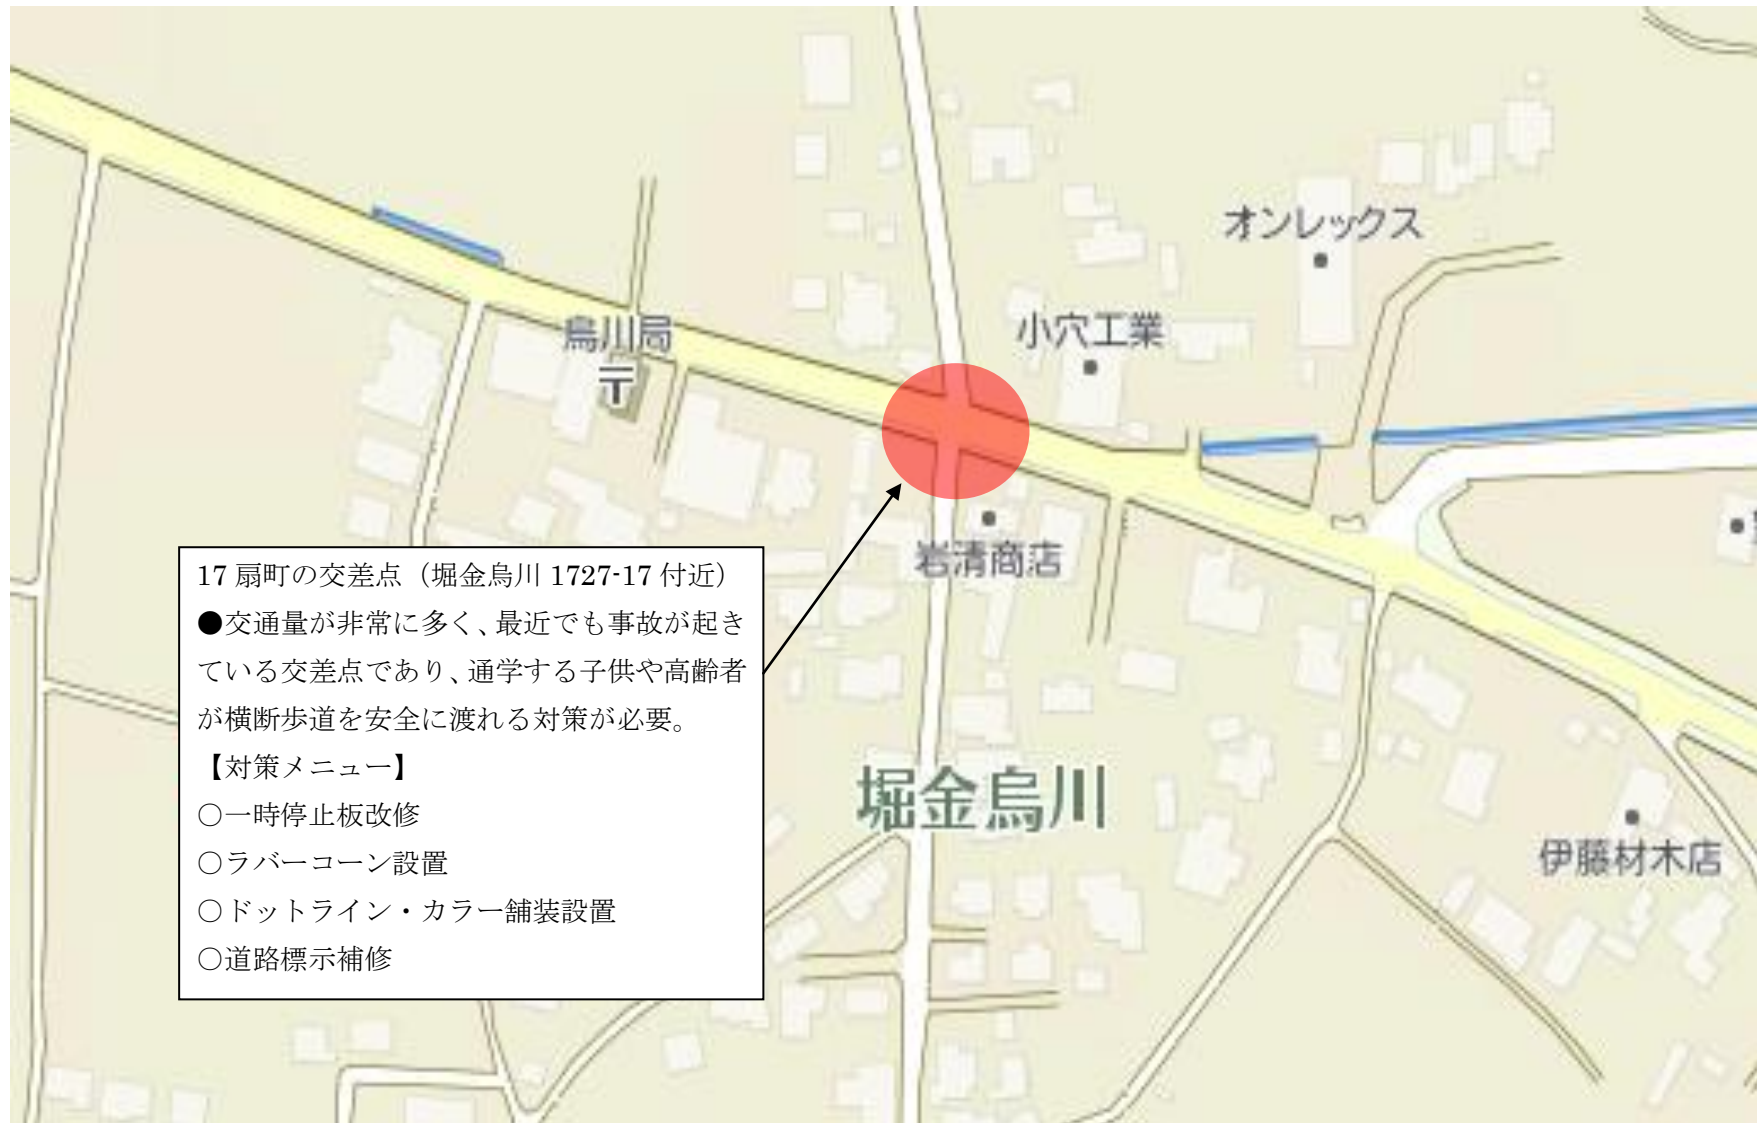 オンレックス
小穴工業
烏川局
〒
岩清商店
17 扇町の交差点（堀金烏川 1727-17 付近）
●交通量が非常に多く、最近でも事故が起き
ている交差点であり、通学する子供や高齢者
が横断歩道を安全に渡れる対策が必要。
【対策メニュー】
○一時停止板改修
○ラバーコーン設置
○ドットライン・カラー舗装設置
○道路標示補修
堀金烏川
伊藤材木店